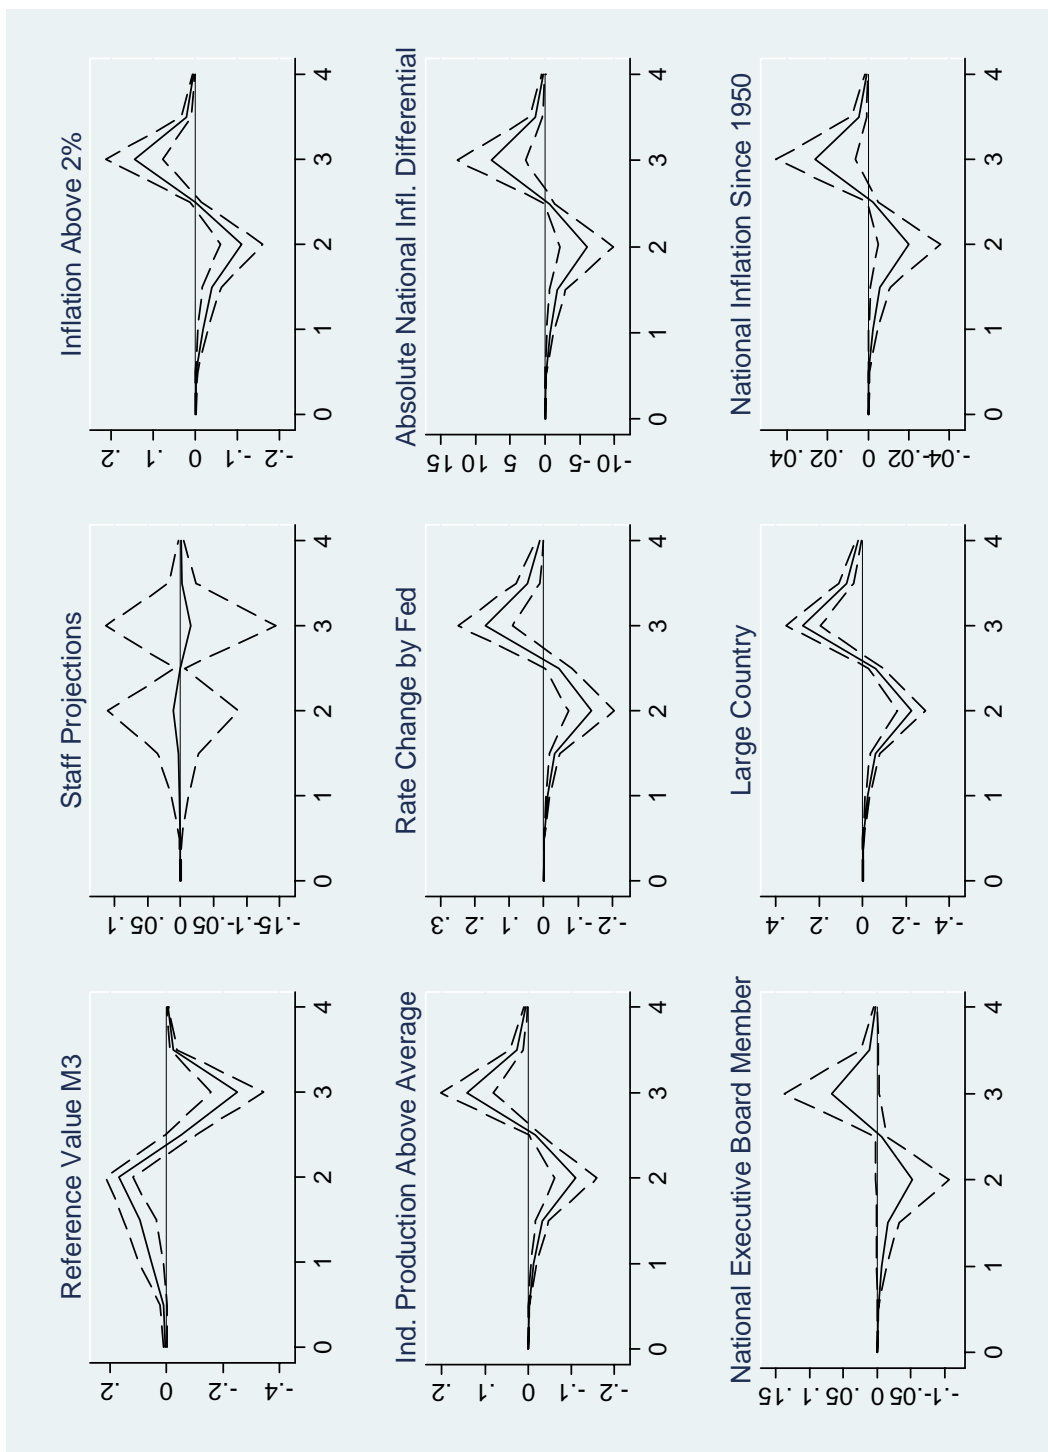 Reference Value M3
-.4 -.2 0 .2
0 1 2 3 4
Staff Projections
-.15 -.1 -.05 0 .05 .1
0 1 2 3 4
Inflation Above 2%
-.2 -.1 0 .1 .2
0 1 2 3 4
Ind. Production Above Average
-.2 -.1 0 .1 .2
0 1 2 3 4
Rate Change by Fed
-.2 -.1 0 .1 .2 .3
0 1 2 3 4
Absolute National Infl. Differential
-10 -5 0 5 10 15
0 1 2 3 4
National Executive Board Member
-.1 -.05 0 .05 .1 .15
0 1 2 3 4
Large Country
-.4 -.2 0 .2 .4
0 1 2 3 4
National Inflation Since 1950
-.04 -.02 0 .02 .04
0 1 2 3 4